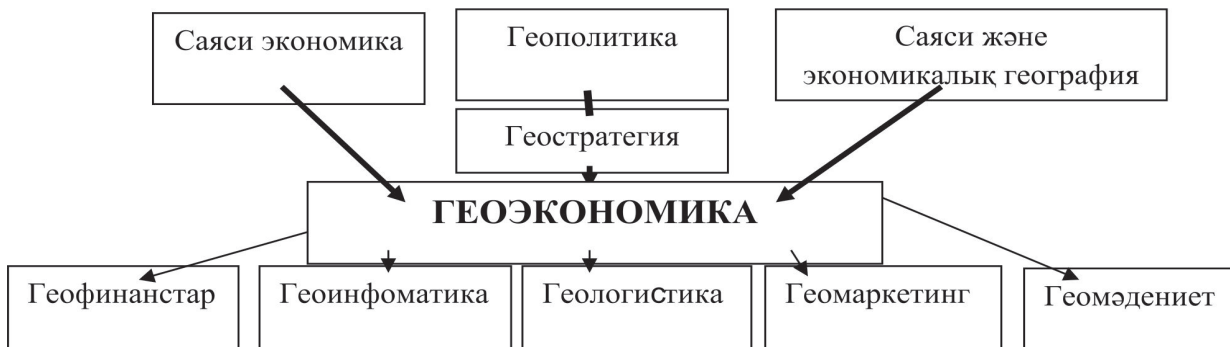 Саяси экономика
Геополитика
Саяси және
экономикалық география
Геостратегия
ГЕОЭКОНОМИКА
Геофинанстар
Геоинфоматика
Геологистика
Геомаркетинг
Геомәдениет